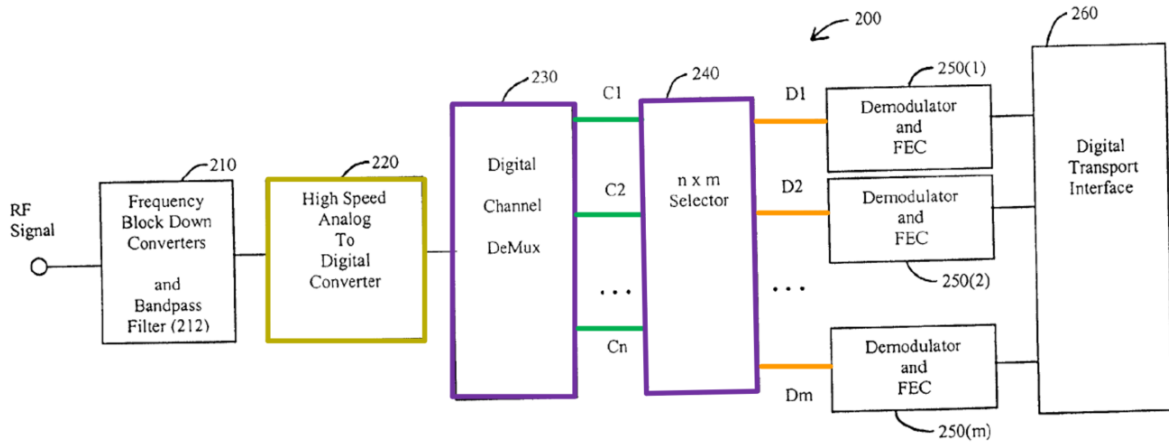 200
260
230
240
250(1)
C1
D1
Demodulator
and
FEC
210
220
Digital
Channel
DeMux
n x m
Selector
Digital
Transport
Interface
RF
Signal
Frequency
Block Down
Converters
and
Bandpass
Filter (212)
High Speed
Analog
To
Digital
Converter
C2
D2
Demodulator
and
FEC
250(2)
...
...
Cn
Dm
Demodulator
and
FEC
250(m)